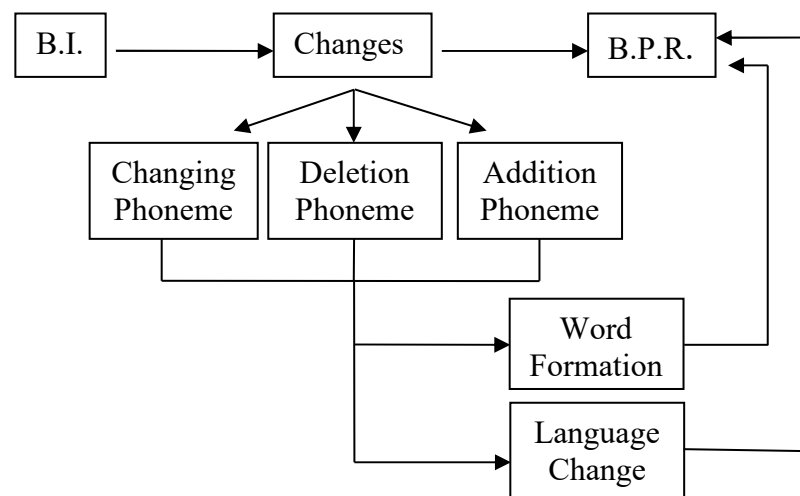 B.I.
Changes
B.P.R.
Changing
Phoneme
Deletion
Phoneme
Addition
Phoneme
Word
Formation
Language
Change